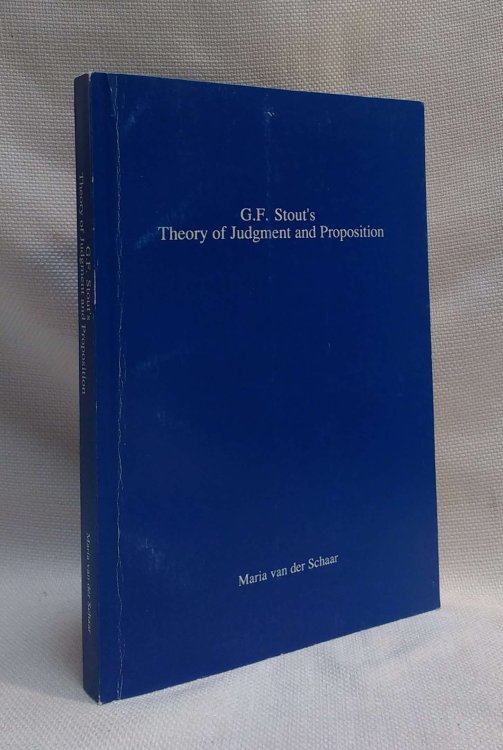 G.F. Stout's
Theory of Judgment and Proposition
Maria van der Schaar
G.F. Stout's
Theory of Judgment and Proposition
Maria van der Schaar